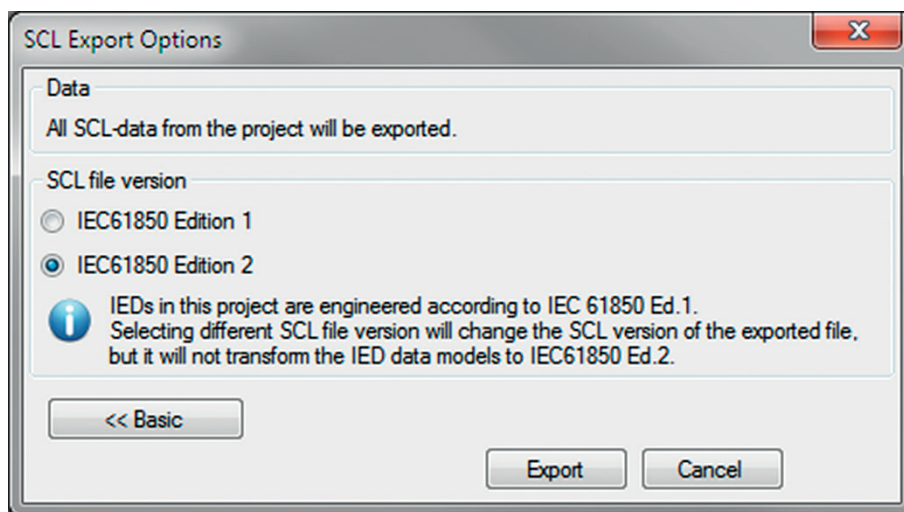 SCL Export Options
Data
All SCL-data from the project will be exported.
SCL file version
IEC61850 Edition 1
IEC61850 Edition 2
IEDs in this project are engineered according to IEC 61850 Ed.1.
Selecting different SCL file version will change the SCL version of the exported file,
but it will not transform the IED data models to IEC61850 Ed.2.
<< Basic
Export
Cancel